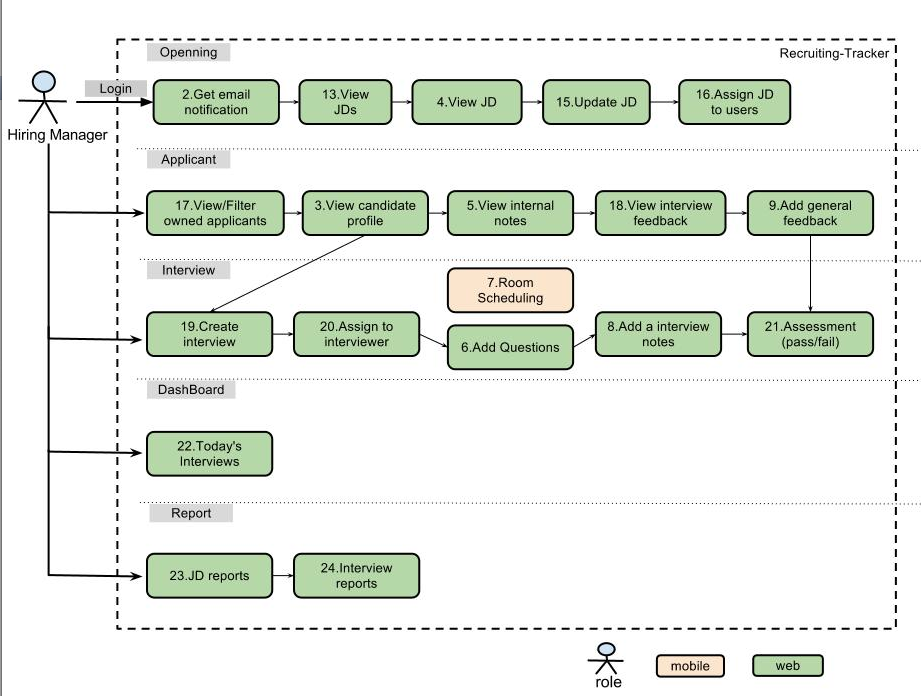 Openning
Recruiting-Tracker
Login
Hiring Manager
2.Get email
notification
13.View
JDs
4.View JD
15.Update JD
16.Assign JD
to users
Applicant
17.View/Filter
owned applicants
3.View candidate
profile
5.View internal
notes
18.View interview
feedback
9.Add general
feedback
Interview
7.Room
Scheduling
19.Create
interview
20.Assign to
interviewer
6.Add Questions
8.Add a interview
notes
21.Assessment
(pass/fail)
DashBoard
22.Today's
Interviews
Report
23.JD reports
24.Interview
reports
role
mobile
web